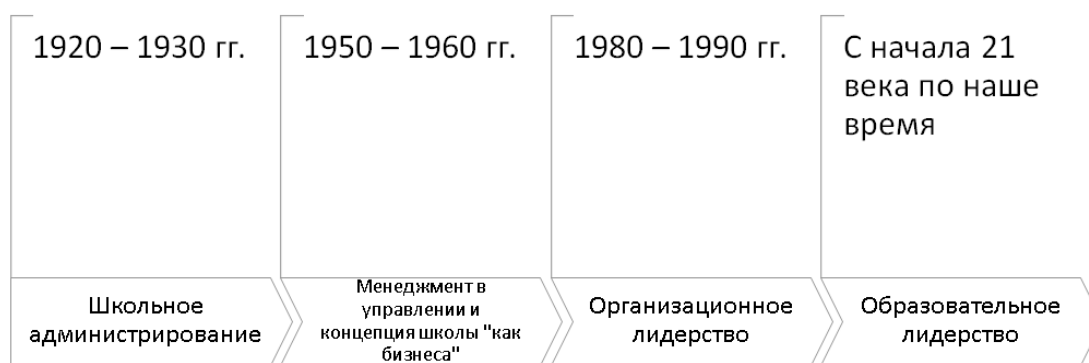 1920 – 1930 гг.
1950 – 1960 гг.
1980 – 1990 гг.
С начала 21
века по наше
время
Школьное
администрирование
Менеджмент в
управлении и
концепция школы "как
бизнеса"
Организационное
лидерство
Образовательное
лидерство